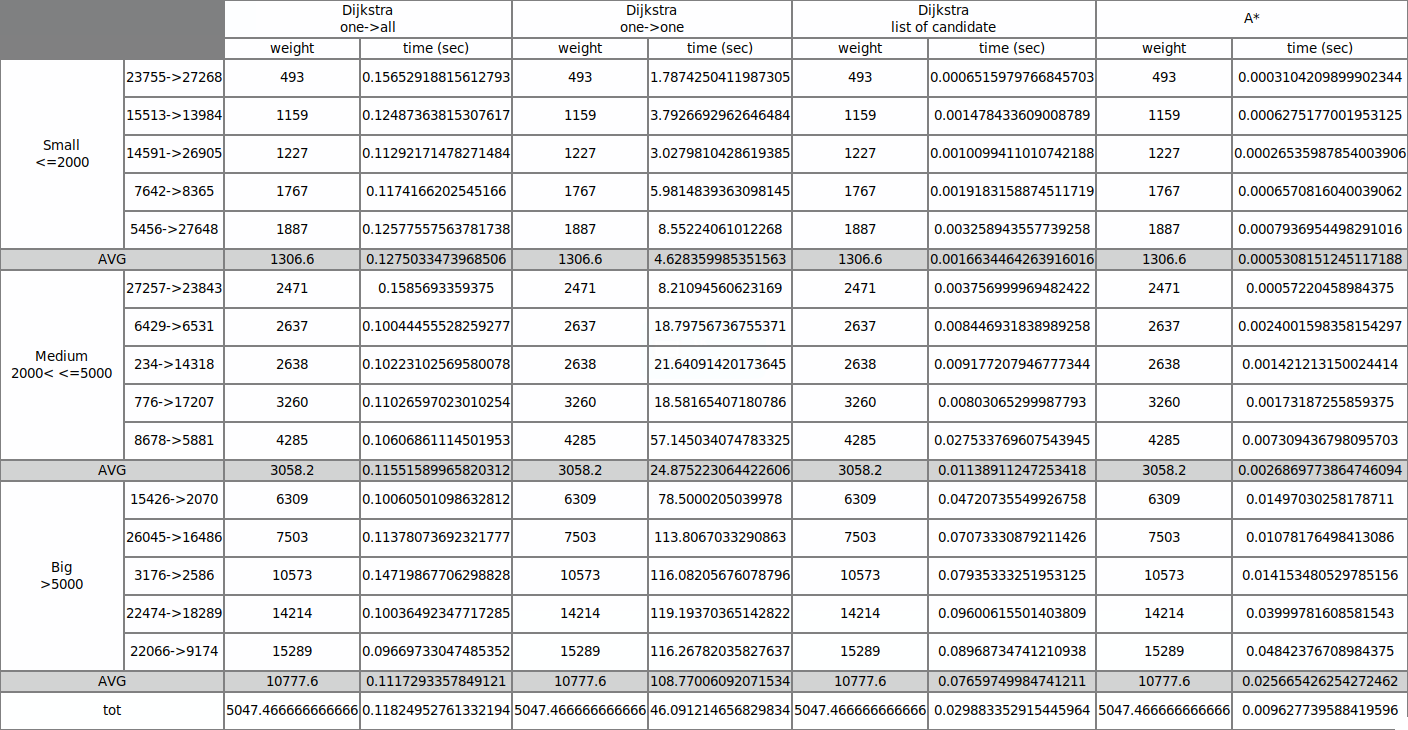 Dijkstra
one->all
Dijkstra
one->one
Dijkstra
list of candidate
A*
weight time (sec) weight time (sec) weight time (sec) weight time (sec)
Small
<=2000
23755->27268 493 0.15652918815612793 493 1.7874250411987305 493 0.0006515979766845703 493 0.0003104209899902344
15513->13984 1159 0.12487363815307617 1159 3.7926692962646484 1159 0.001478433609008789 1159 0.0006275177001953125
14591->26905 1227 0.11292171478271484 1227 3.0279810428619385 1227 0.0010099411010742188 1227 0.00026535987854003906
7642->8365 1767 0.1174166202545166 1767 5.9814839363098145 1767 0.0019183158874511719 1767 0.0006570816040039062
5456->27648 1887 0.12577557563781738 1887 8.55224061012268 1887 0.003258943557739258 1887 0.0007936954498291016
AVG 1306.6 0.1275033473968506 1306.6 4.628359985351563 1306.6 0.0016634464263916016 1306.6 0.0005308151245117188
Medium
2000< <=5000
27257->23843 2471 0.1585693359375 2471 8.21094560623169 2471 0.003756999969482422 2471 0.00057220458984375
6429->6531 2637 0.10044455528259277 2637 18.79756736755371 2637 0.008446931838989258 2637 0.0024001598358154297
234->14318 2638 0.10223102569580078 2638 21.64091420173645 2638 0.009177207946777344 2638 0.001421213150024414
776->17207 3260 0.11026597023010254 3260 18.58165407180786 3260 0.00803065299987793 3260 0.00173187255859375
8678->5881 4285 0.10606861114501953 4285 57.145034074783325 4285 0.027533769607543945 4285 0.007309436798095703
AVG 3058.2 0.11551589965820312 3058.2 24.875223064422606 3058.2 0.01138911247253418 3058.2 0.0026869773864746094
Big
>5000
15426->2070 6309 0.10060501098632812 6309 78.5000205039978 6309 0.04720735549926758 6309 0.01497030258178711
26045->16486 7503 0.11378073692321777 7503 113.8067033290863 7503 0.07073330879211426 7503 0.01078176498413086
3176->2586 10573 0.14719867706298828 10573 116.08205676078796 10573 0.07935333251953125 10573 0.014153480529785156
22474->18289 14214 0.10036492347717285 14214 119.19370365142822 14214 0.09600615501403809 14214 0.03999781608581543
22066->9174 15289 0.09669733047485352 15289 116.26782035827637 15289 0.08968734741210938 15289 0.04842376708984375
AVG 10777.6 0.1117293357849121 10777.6 108.77006092071534 10777.6 0.07659749984741211 10777.6 0.025665426254272462
tot 5047.466666666666 0.11824952761332194 5047.466666666666 46.091214656829834 5047.466666666666 0.029883352915445964 5047.466666666666 0.009627739588419596